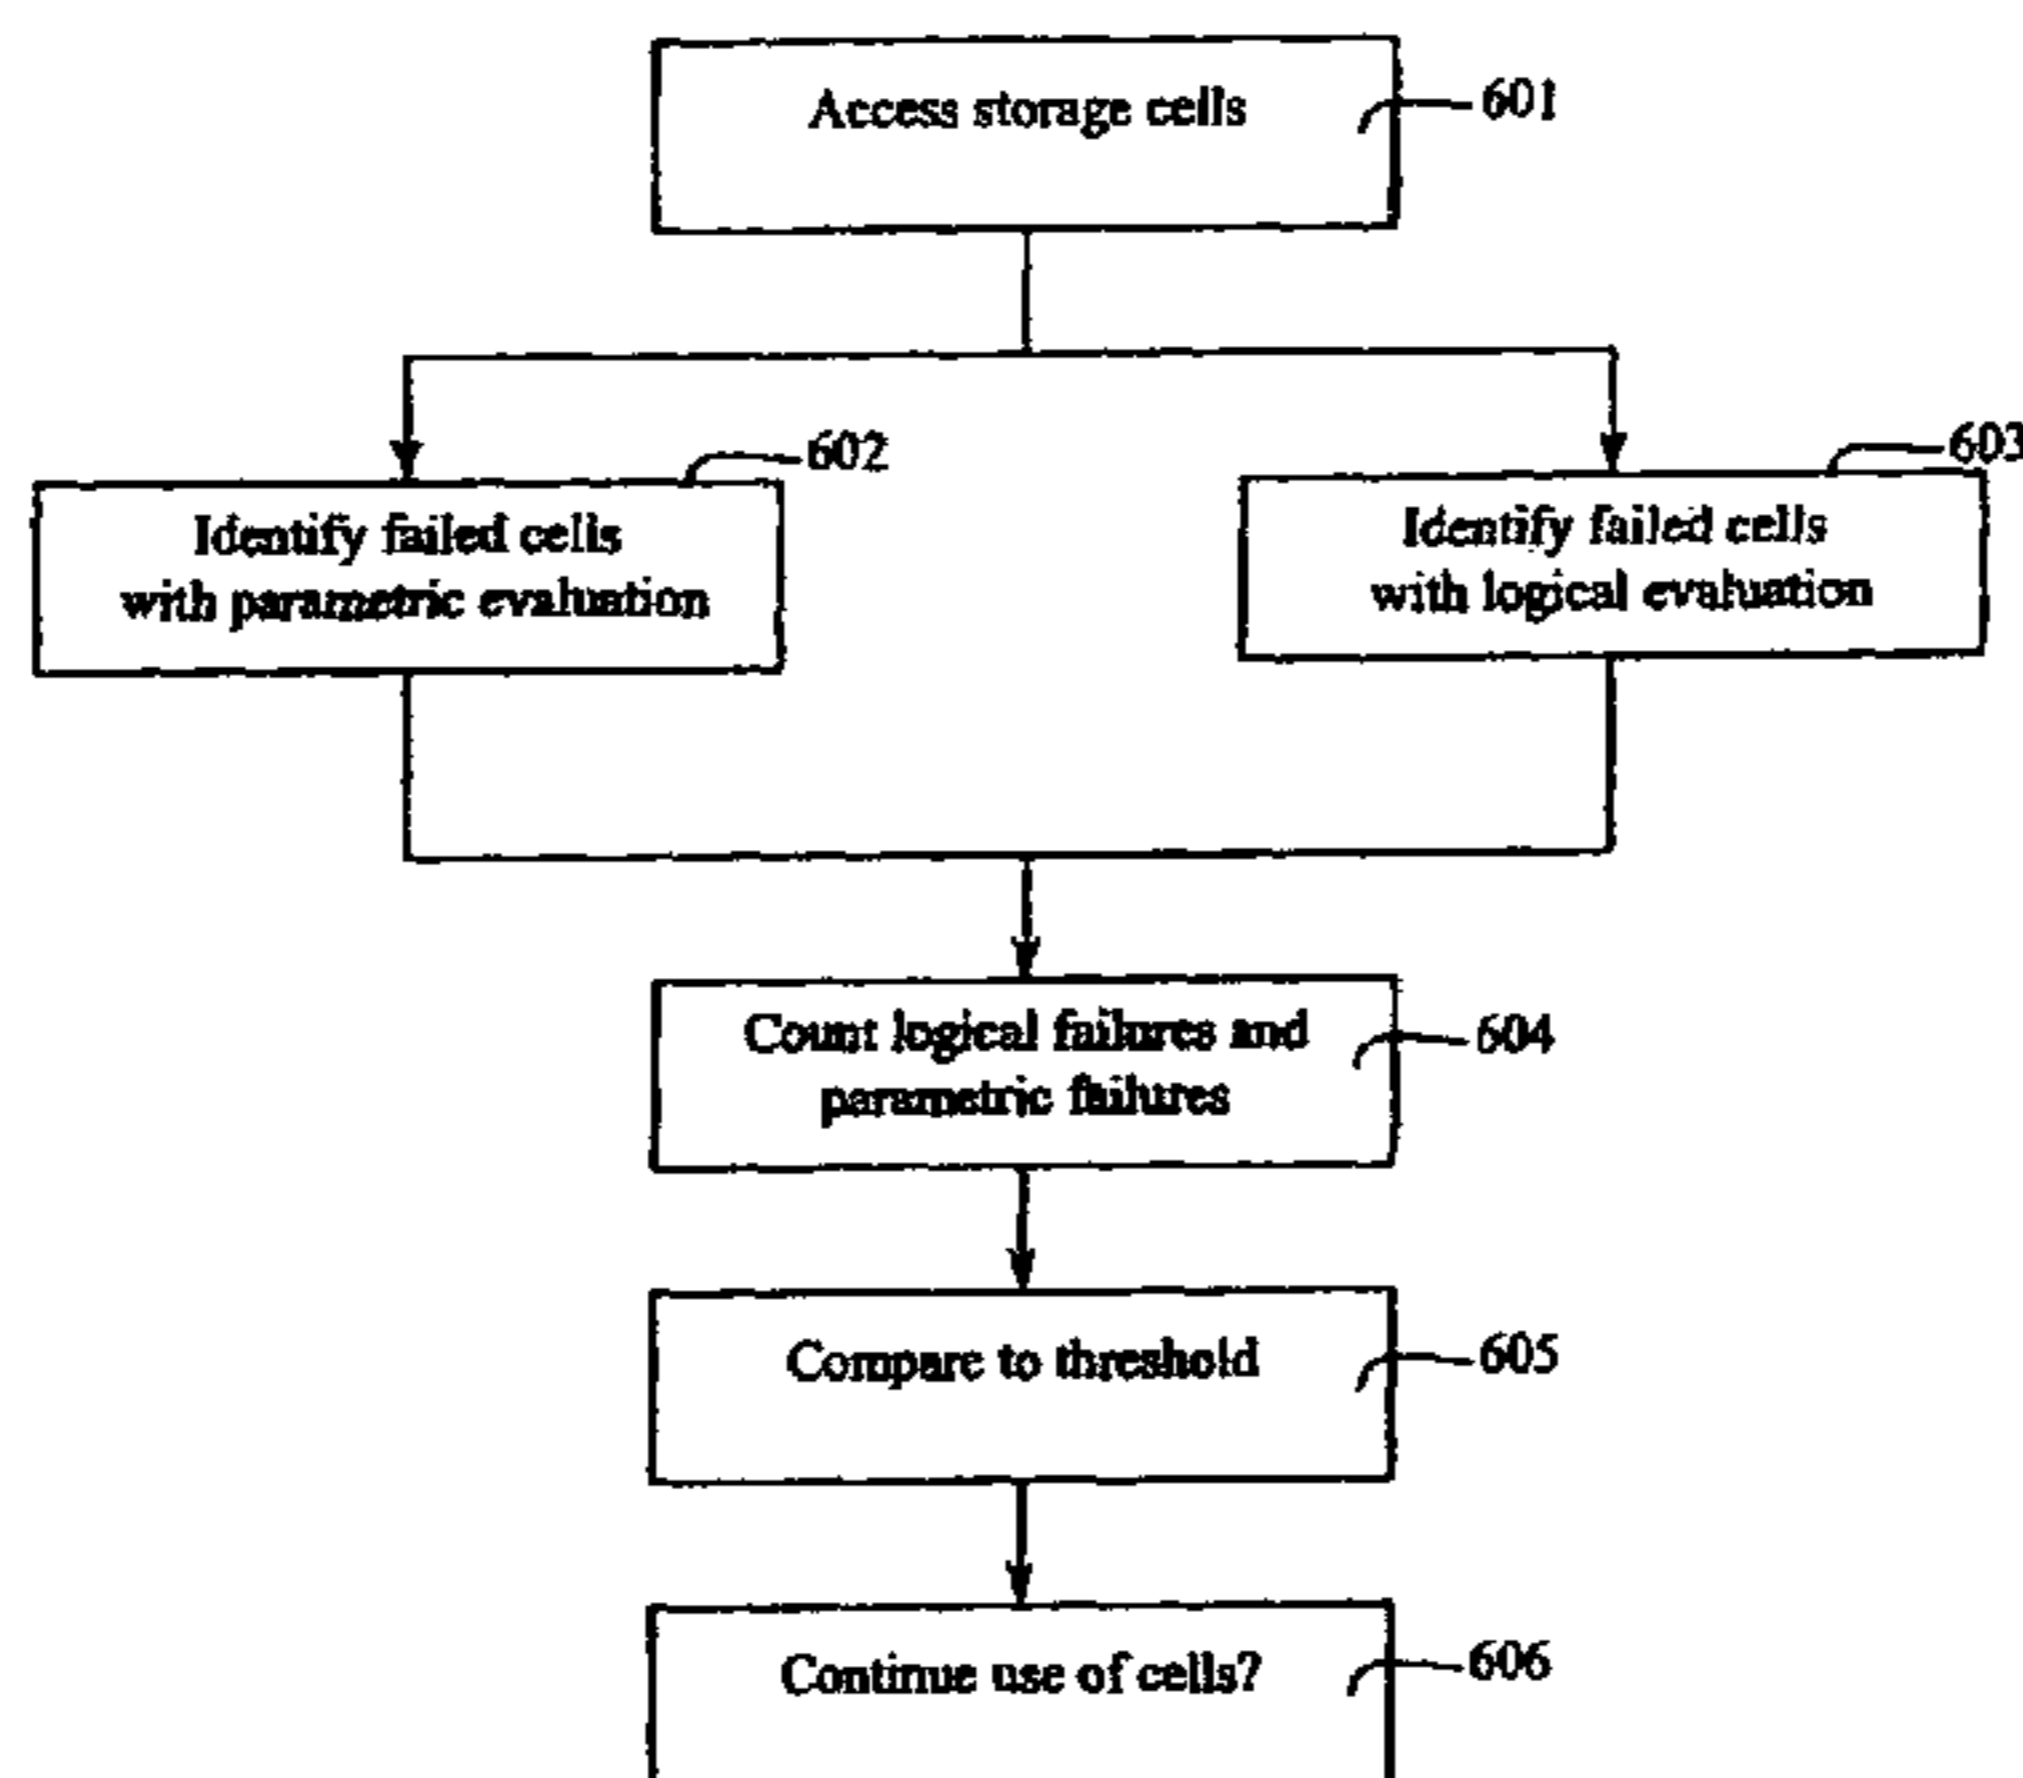 Access storage cells
601
602
Identify failed cells
with parametric evaluation
603
Identify failed cells
with logical evaluation
Count logical failures and
parametric failures
604
Compare to threshold
605
Continue use of cells?
606